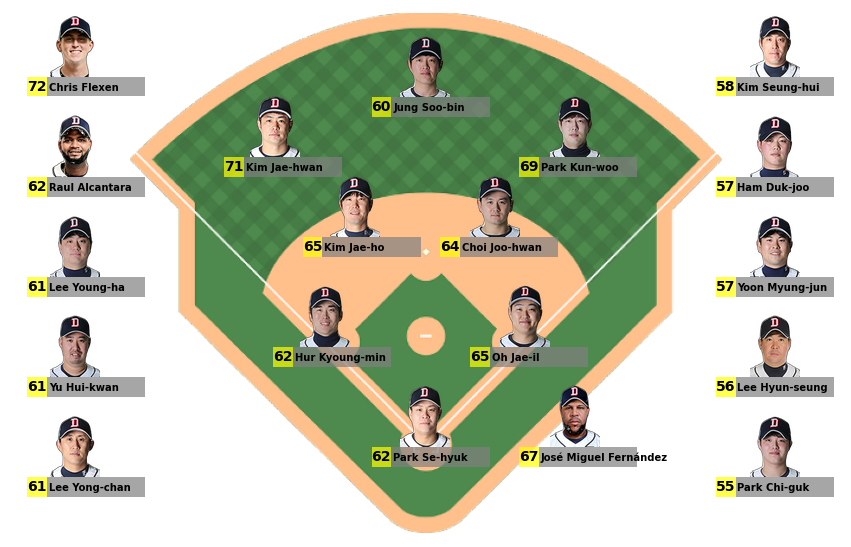 72 Chris Flexen
62 Raul Alcantara
61 Lee Young-ha
61 Yu Hui-kwan
61 Lee Yong-chan
60 Jung Soo-bin
71 Kim Jae-hwan
69 Park Kun-woo
65 Kim Jae-ho
64 Choi Joo-hwan
62 Hur Kyoung-min
65 Oh Jae-il
62 Park Se-hyuk
67 José Miguel Fernández
58 Kim Seung-hui
57 Ham Duk-joo
57 Yoon Myung-jun
56 Lee Hyun-seung
55 Park Chi-guk